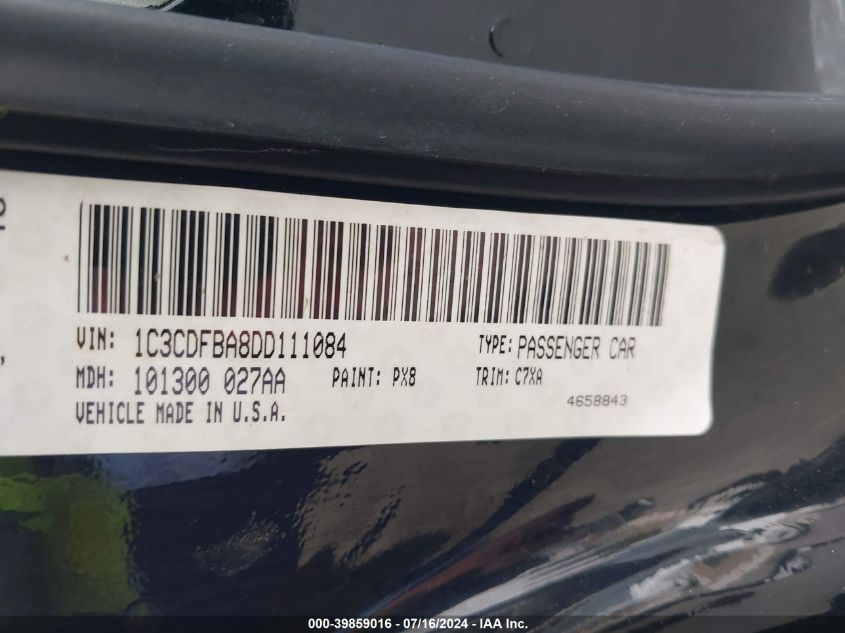 VIN: 1C3CDFBA8DD111084 TYPE: PASSENGER CAR
MDH: 101300 027AA PAINT: PX8 TRIM: C7XA
VEHICLE MADE IN U.S.A. 4658843
000-39859016 - 07/16/2024 - IAA Inc.